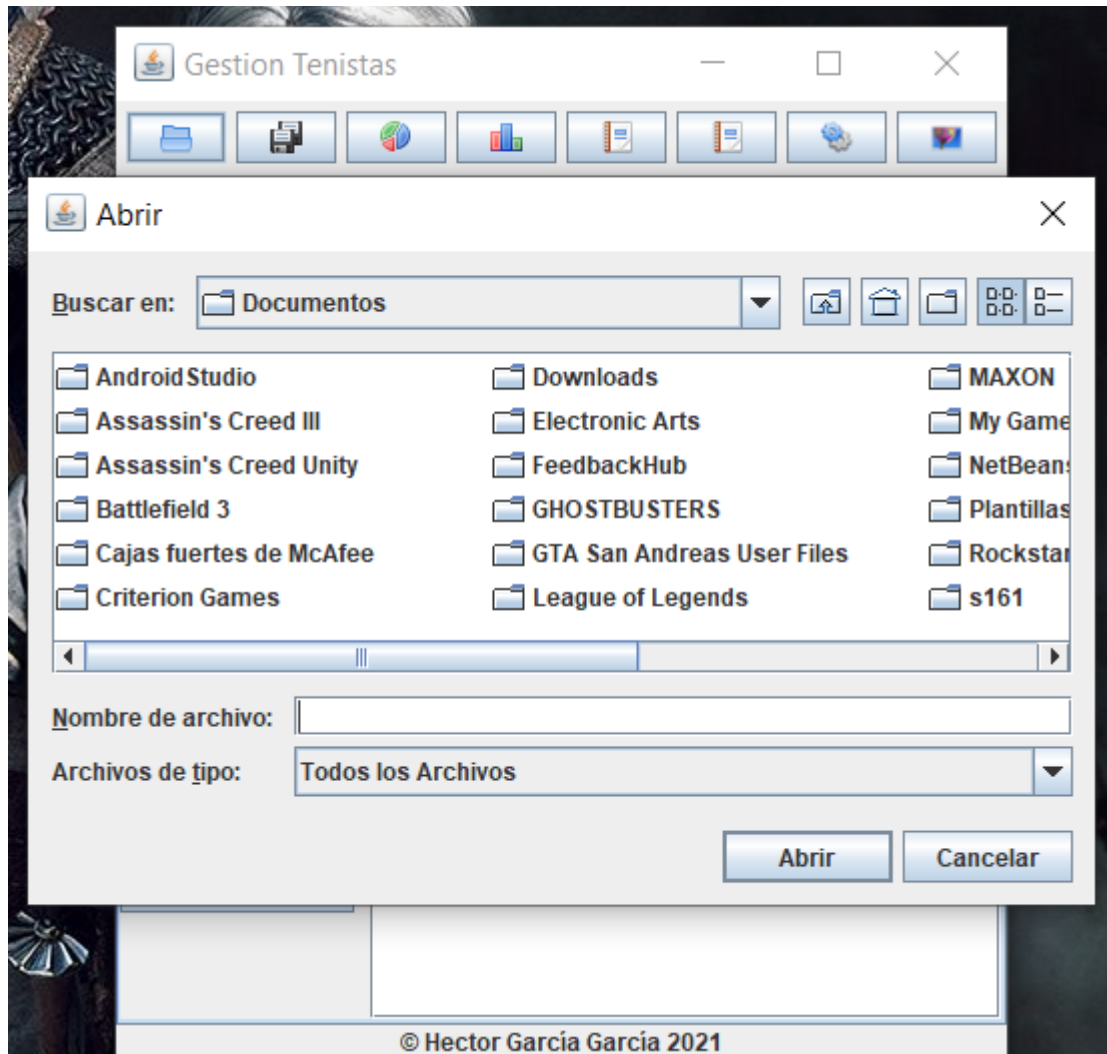 Gestion Tenistas
Abrir
Buscar en: Documentos
AndroidStudio Downloads MAXON
Assassin's Creed III Electronic Arts My Game
Assassin's Creed Unity FeedbackHub NetBeans
Battlefield 3 GHOSTBUSTERS Plantillas
Cajas fuertes de McAfee GTA San Andreas User Files Rockstar
Criterion Games League of Legends s161
Nombre de archivo:
Archivos de tipo: Todos los Archivos
Abrir Cancelar
© Hector García García 2021